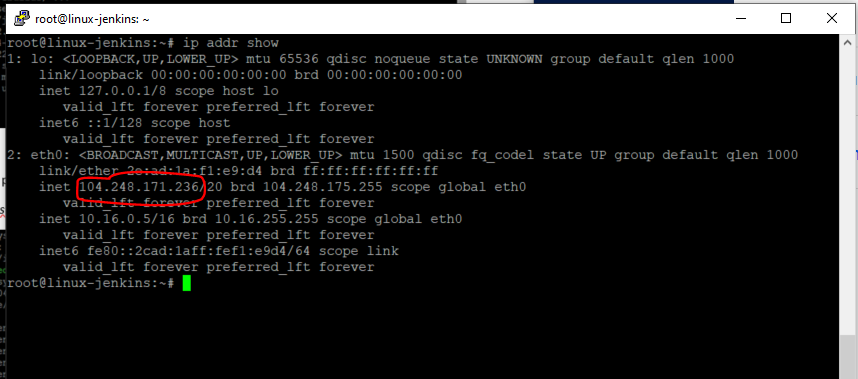 root@linux-jenkins: ~
root@linux-jenkins:~# ip addr show
1: lo: <LOOPBACK,UP,LOWER_UP> mtu 65536 qdisc noqueue state UNKNOWN group default qlen 1000
link/loopback 00:00:00:00:00:00 brd 00:00:00:00:00:00
inet 127.0.0.1/8 scope host lo
valid_lft forever preferred_lft forever
inet6 ::1/128 scope host
valid_lft forever preferred_lft forever
2: eth0: <BROADCAST,MULTICAST,UP,LOWER_UP> mtu 1500 qdisc fq_codel state UP group default qlen 1000
link/ether 2e:ad:1a:f1:e9:d4 brd ff:ff:ff:ff:ff:ff
inet 104.248.171.236/20 brd 104.248.175.255 scope global eth0
valid_lft forever preferred_lft forever
inet 10.16.0.5/16 brd 10.16.255.255 scope global eth0
valid_lft forever preferred_lft forever
inet6 fe80::2cad:1aff:fef1:e9d4/64 scope link
valid_lft forever preferred_lft forever
root@linux-jenkins:~#